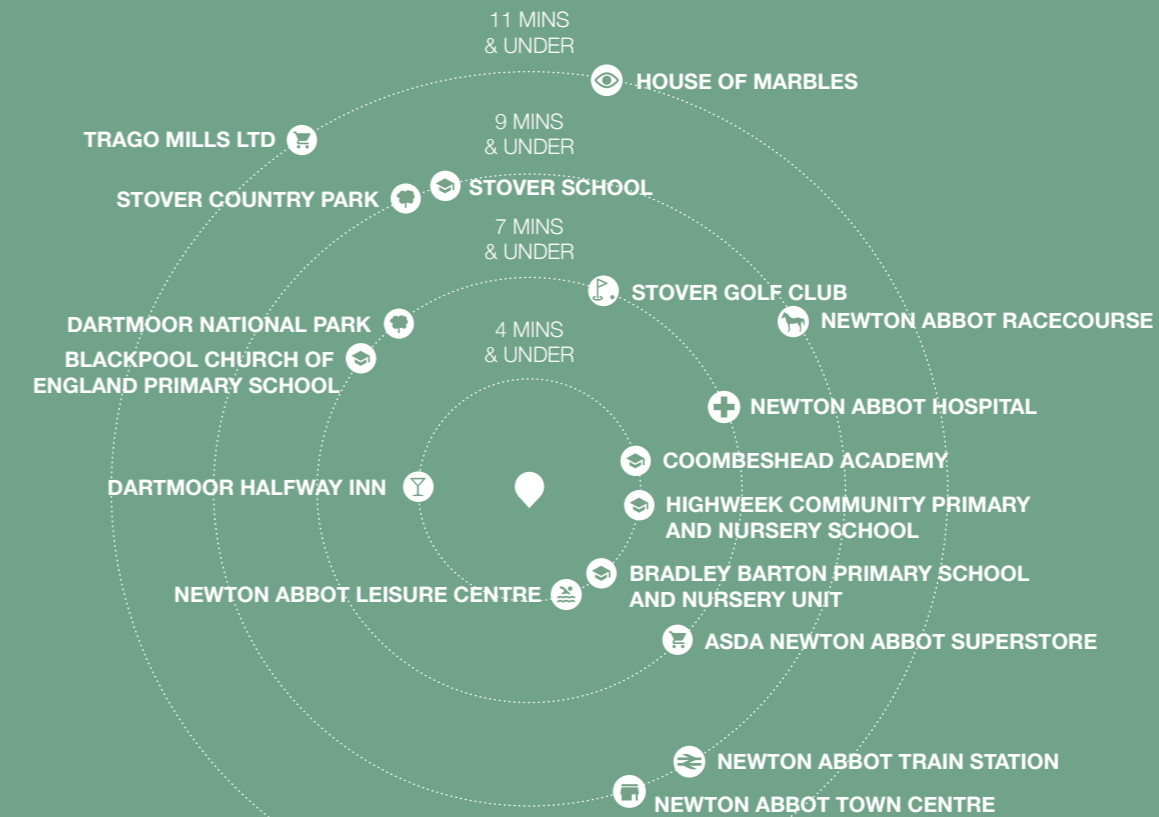 11 MINS
& UNDER
HOUSE OF MARBLES
9 MINS
& UNDER
TRAGO MILLS LTD
STOVER SCHOOL
STOVER COUNTRY PARK
7 MINS
& UNDER
STOVER GOLF CLUB
NEWTON ABBOT RACECOURSE
DARTMOOR NATIONAL PARK
4 MINS
& UNDER
BLACKPOOL CHURCH OF
ENGLAND PRIMARY SCHOOL
NEWTON ABBOT HOSPITAL
COOMBESHEAD ACADEMY
DARTMOOR HALFWAY INN
HIGHWEEK COMMUNITY PRIMARY
AND NURSERY SCHOOL
BRADLEY BARTON PRIMARY SCHOOL
AND NURSERY UNIT
NEWTON ABBOT LEISURE CENTRE
ASDA NEWTON ABBOT SUPERSTORE
NEWTON ABBOT TRAIN STATION
NEWTON ABBOT TOWN CENTRE